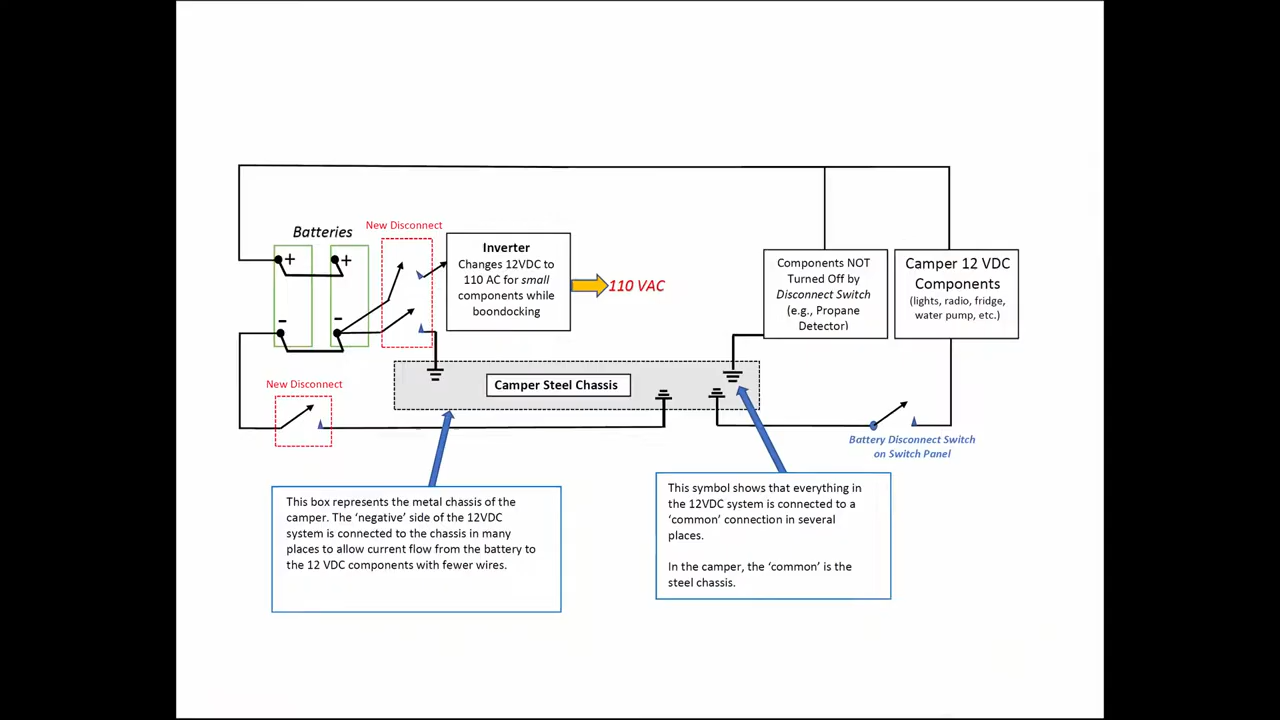 New Disconnect
Batteries
+ +
- -
Inverter
Changes 12VDC to
110 AC for small
components while
boondocking
110 VAC
Components NOT
Turned Off by
Disconnect Switch
(e.g., Propane
Detector)
Camper 12 VDC
Components
(lights, radio, fridge,
water pump, etc.)
New Disconnect
Camper Steel Chassis
Battery Disconnect Switch
on Switch Panel
This box represents the metal chassis of the
camper. The ‘negative’ side of the 12VDC
system is connected to the chassis in many
places to allow current flow from the battery to
the 12 VDC components with fewer wires.
This symbol shows that everything in
the 12VDC system is connected to a
‘common’ connection in several
places.
In the camper, the ‘common’ is the
steel chassis.